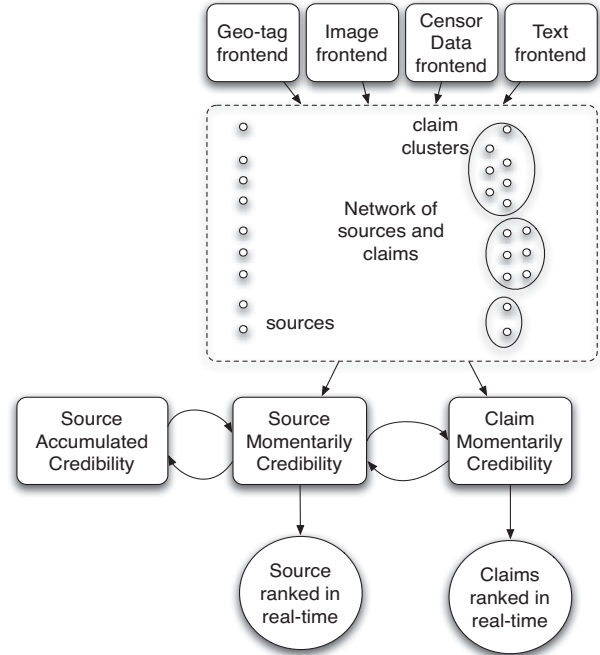 Geo-tag
frontend
Image
frontend
Censor
Data
frontend
Text
frontend
claim
clusters
Network of
sources and
claims
sources
Source
Accumulated
Credibility
Source
Momentarily
Credibility
Claim
Momentarily
Credibility
Source
ranked in
real-time
Claims
ranked in
real-time